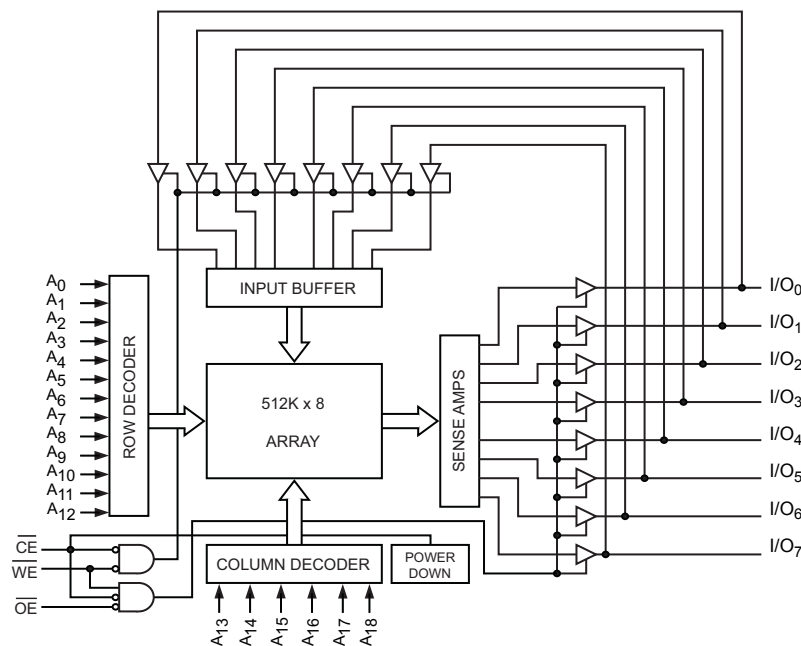 INPUT BUFFER
A0
A1
A2
A3
A4
A5
A6
A7
A8
A9
A10
A11
A12
ROW DECODER
512K x 8
ARRAY
SENSE AMPS
I/O0
I/O1
I/O2
I/O3
I/O4
I/O5
I/O6
I/O7
CE
WE
OE
COLUMN DECODER
POWER
DOWN
A13
A14
A15
A16
A17
A18